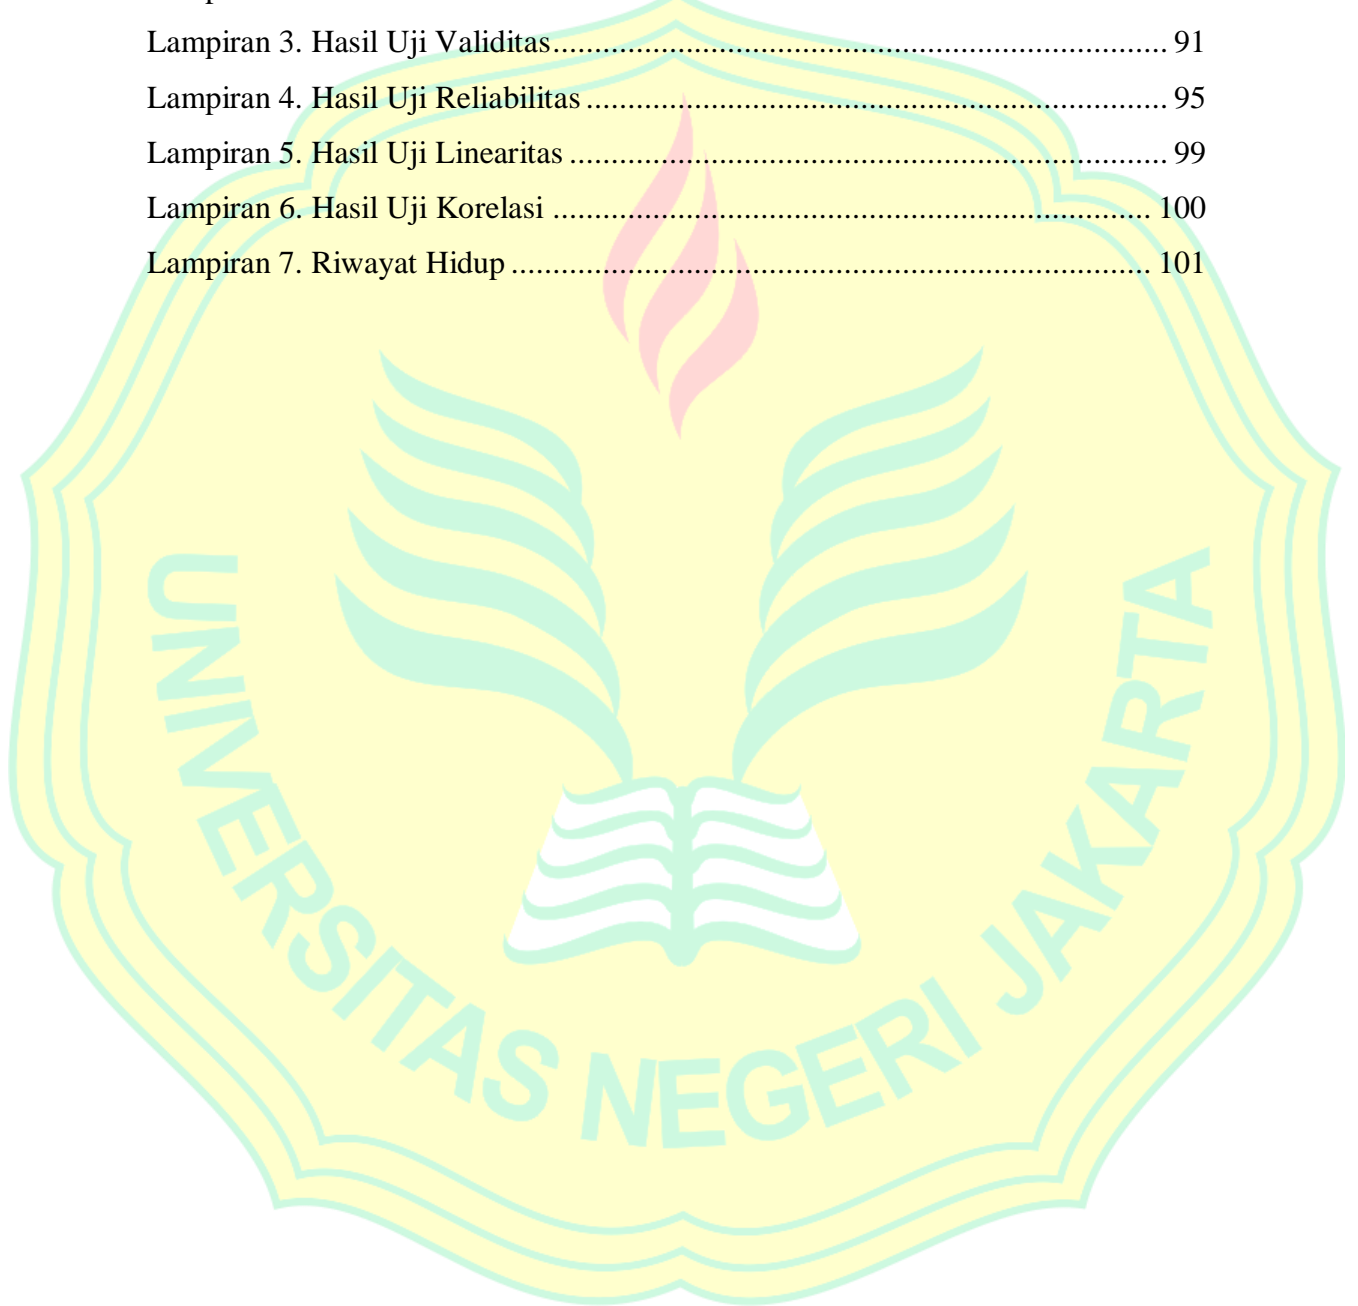 Lampiran 3. Hasil Uji Validitas.......................................................................... 91
Lampiran 4. Hasil Uji Reliabilitas ...................................................................... 95
Lampiran 5. Hasil Uji Linearitas ........................................................................ 99
Lampiran 6. Hasil Uji Korelasi ........................................................................ 100
Lampiran 7. Riwayat Hidup ............................................................................. 101
UNIVERSITAS NEGERI JAKARTA